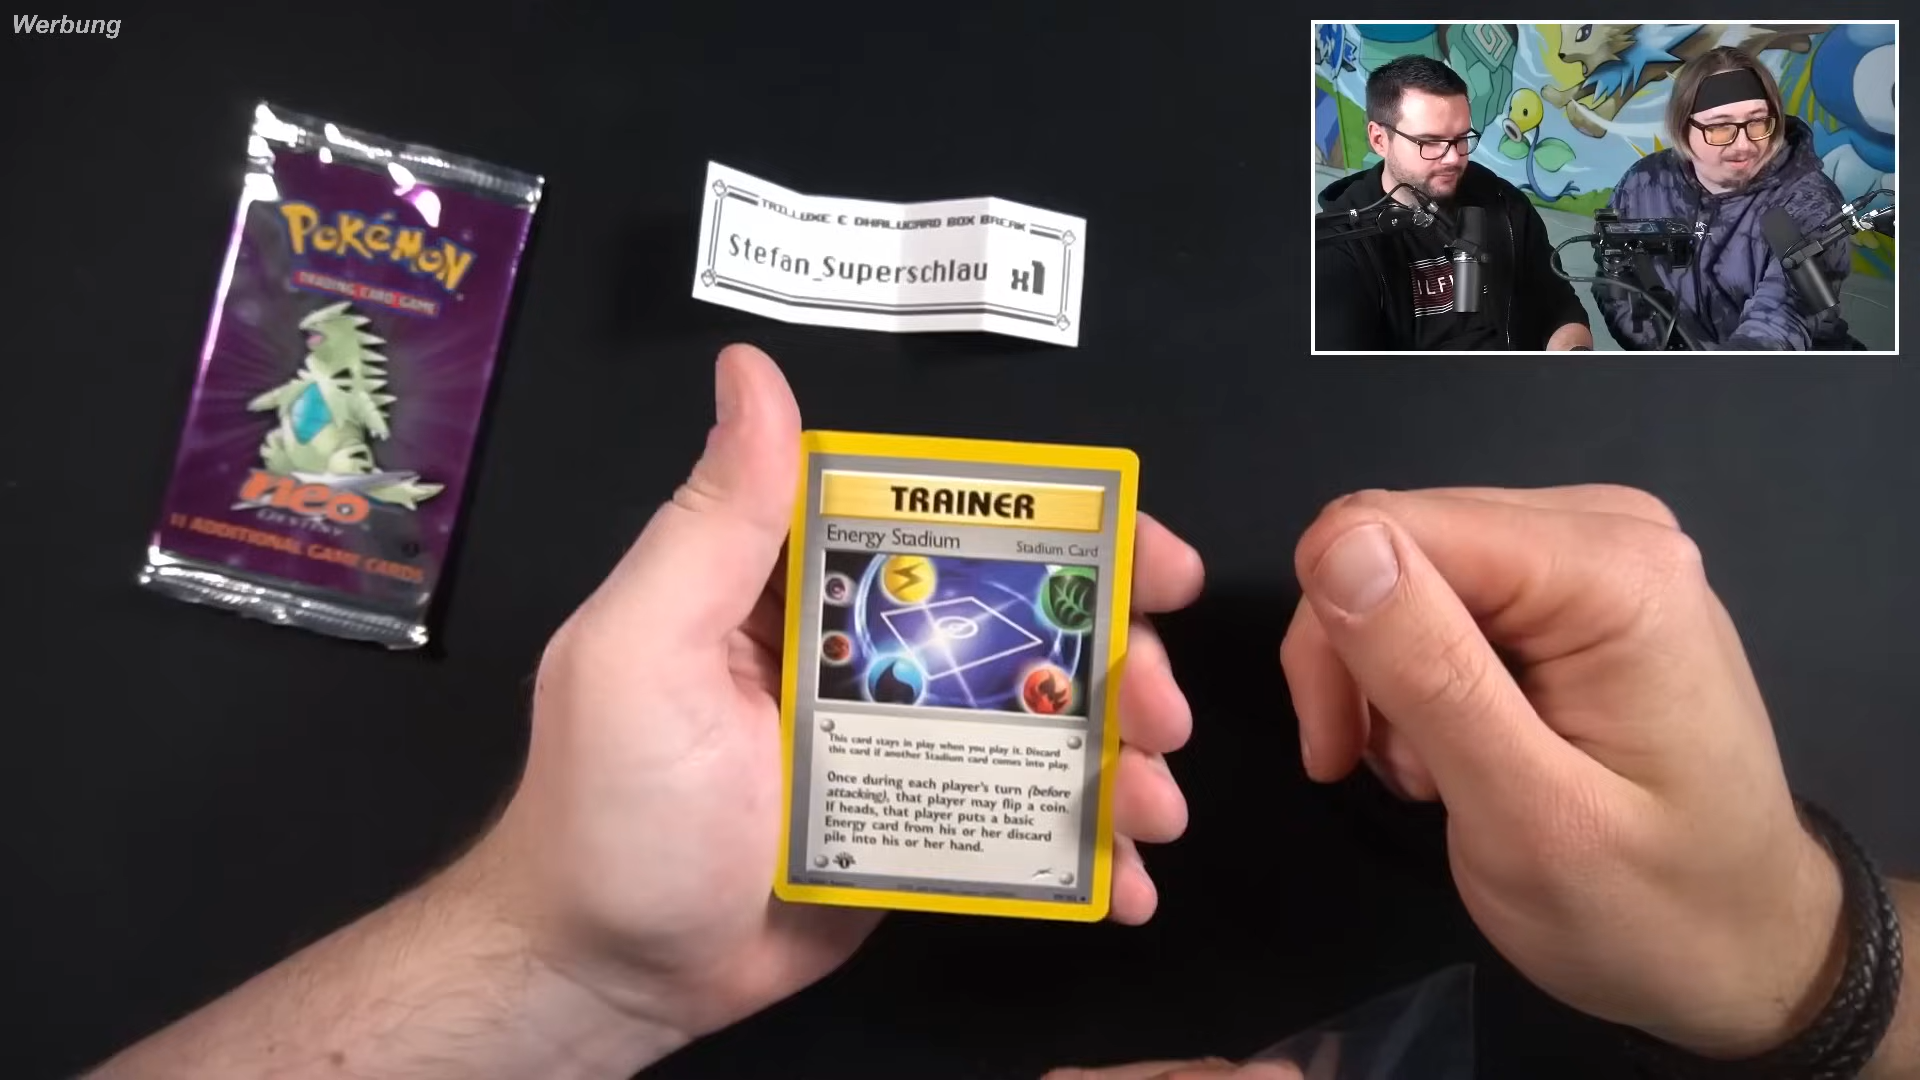 Werbung
POKéMON
TRADING CARD GAME
neo
DESTINY
11 ADDITIONAL GAME CARDS
TRILLUXE & DHALUCARD BOX BREAK
Stefan_Superschlau x1
TRAINER
Energy Stadium
Stadium Card
This card stays in play when you play it. Discard
this card if another Stadium card comes into play.
Once during each player's turn (before
attacking), that player may flip a coin.
If heads, that player puts a basic
Energy card from his or her discard
pile into his or her hand.